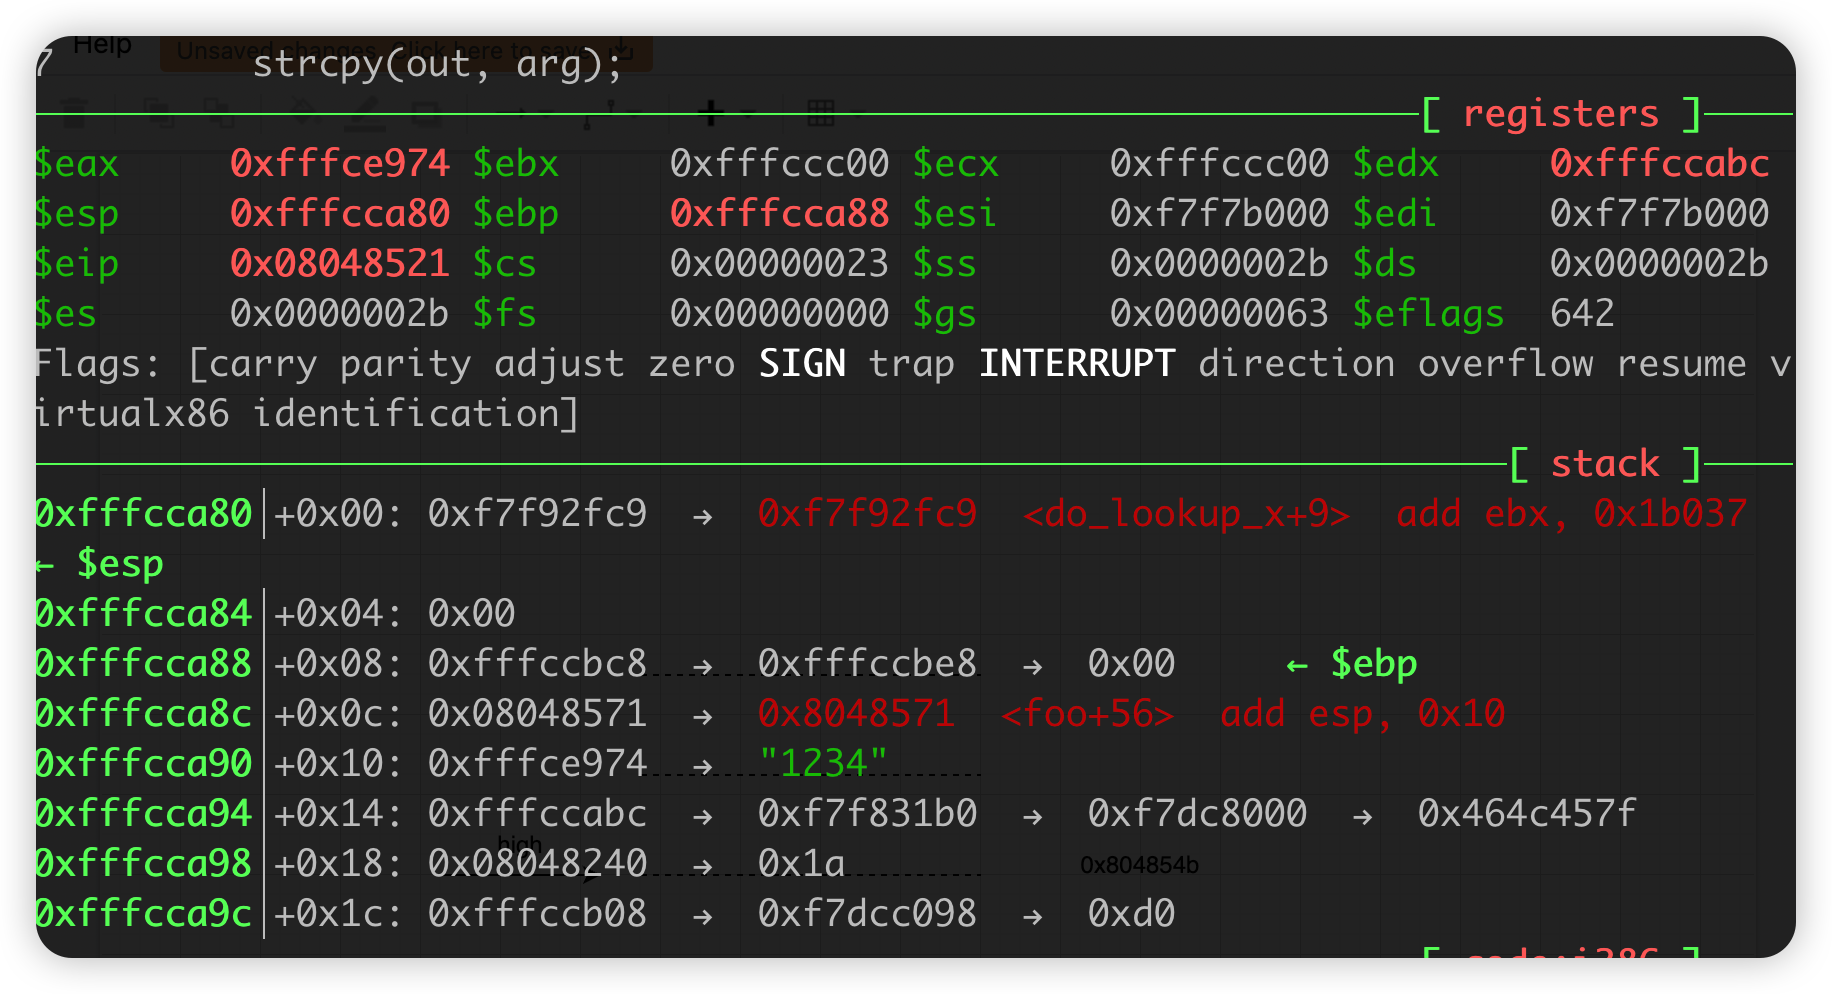 Help
Unsaved changes. Click here to save.
7 strcpy(out, arg);
[ registers ]
$eax 0xfffce974 $ebx 0xfffccc00 $ecx 0xfffccc00 $edx 0xfffccabc
$esp 0xfffcca80 $ebp 0xfffcca88 $esi 0xf7f7b000 $edi 0xf7f7b000
$eip 0x08048521 $cs 0x00000023 $ss 0x0000002b $ds 0x0000002b
$es 0x0000002b $fs 0x00000000 $gs 0x00000063 $eflags 642
Flags: [carry parity adjust zero SIGN trap INTERRUPT direction overflow resume v
irtualx86 identification]
[ stack ]
0xfffcca80│+0x00: 0xf7f92fc9 → 0xf7f92fc9 <do_lookup_x+9> add ebx, 0x1b037
← $esp
0xfffcca84│+0x04: 0x00
0xfffcca88│+0x08: 0xfffccbc8 → 0xfffccbe8 → 0x00 ← $ebp
0xfffcca8c│+0x0c: 0x08048571 → 0x8048571 <foo+56> add esp, 0x10
0xfffcca90│+0x10: 0xfffce974 → "1234"
0xfffcca94│+0x14: 0xfffccabc → 0xf7f831b0 → 0xf7dc8000 → 0x464c457f
high
0xfffcca98│+0x18: 0x08048240 → 0x1a
0x804854b
0xfffcca9c│+0x1c: 0xfffccb08 → 0xf7dcc098 → 0xd0
[ code:i386 ]